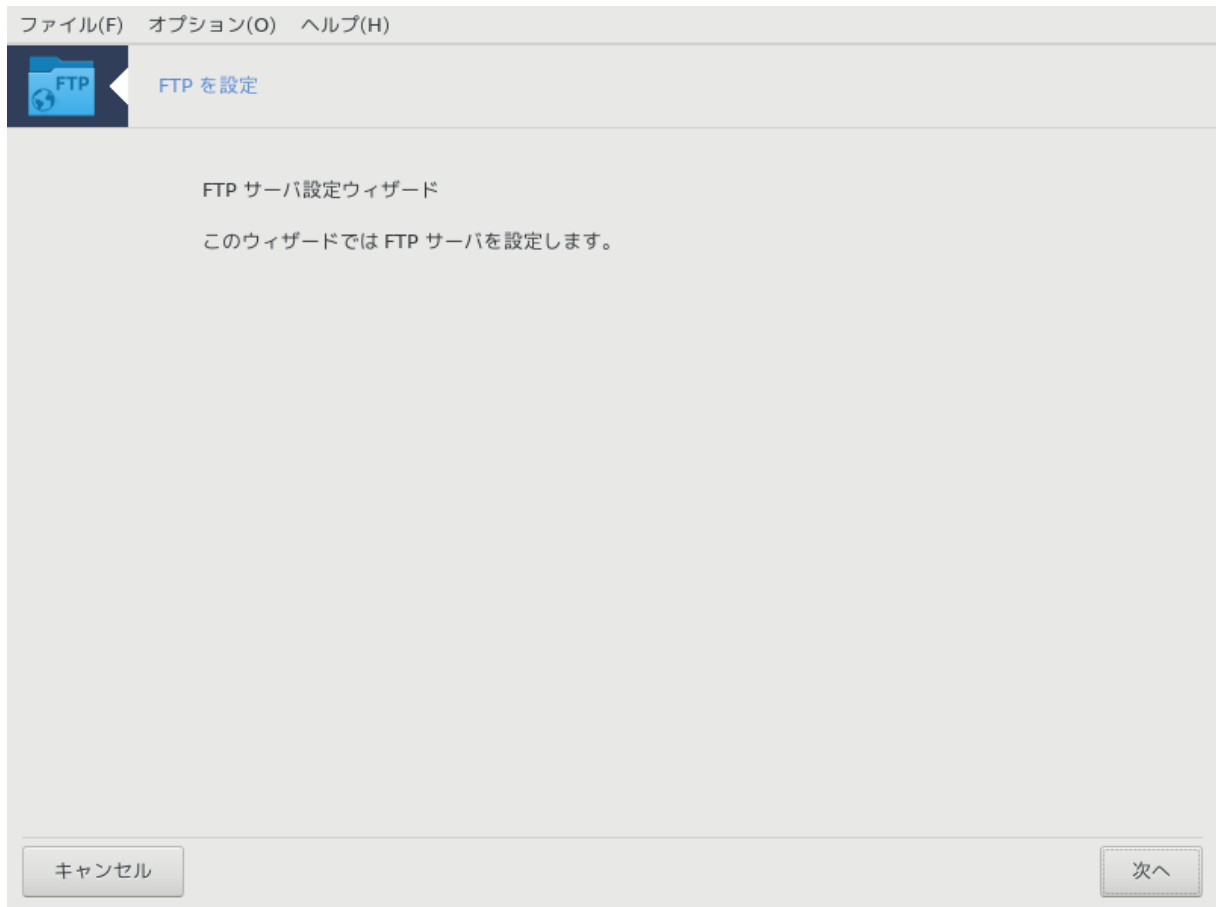 ファイル(F) オプション(O) ヘルプ(H)
FTP
FTP を設定
FTP サーバ設定ウィザード
このウィザードでは FTP サーバを設定します。
キャンセル 次へ